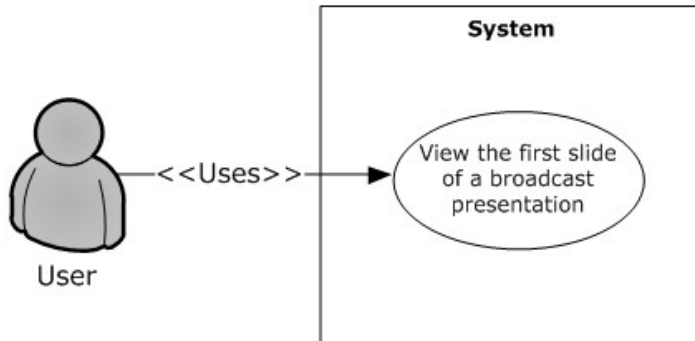 System
View the first slide
of a broadcast
presentation
<<Uses>>
User